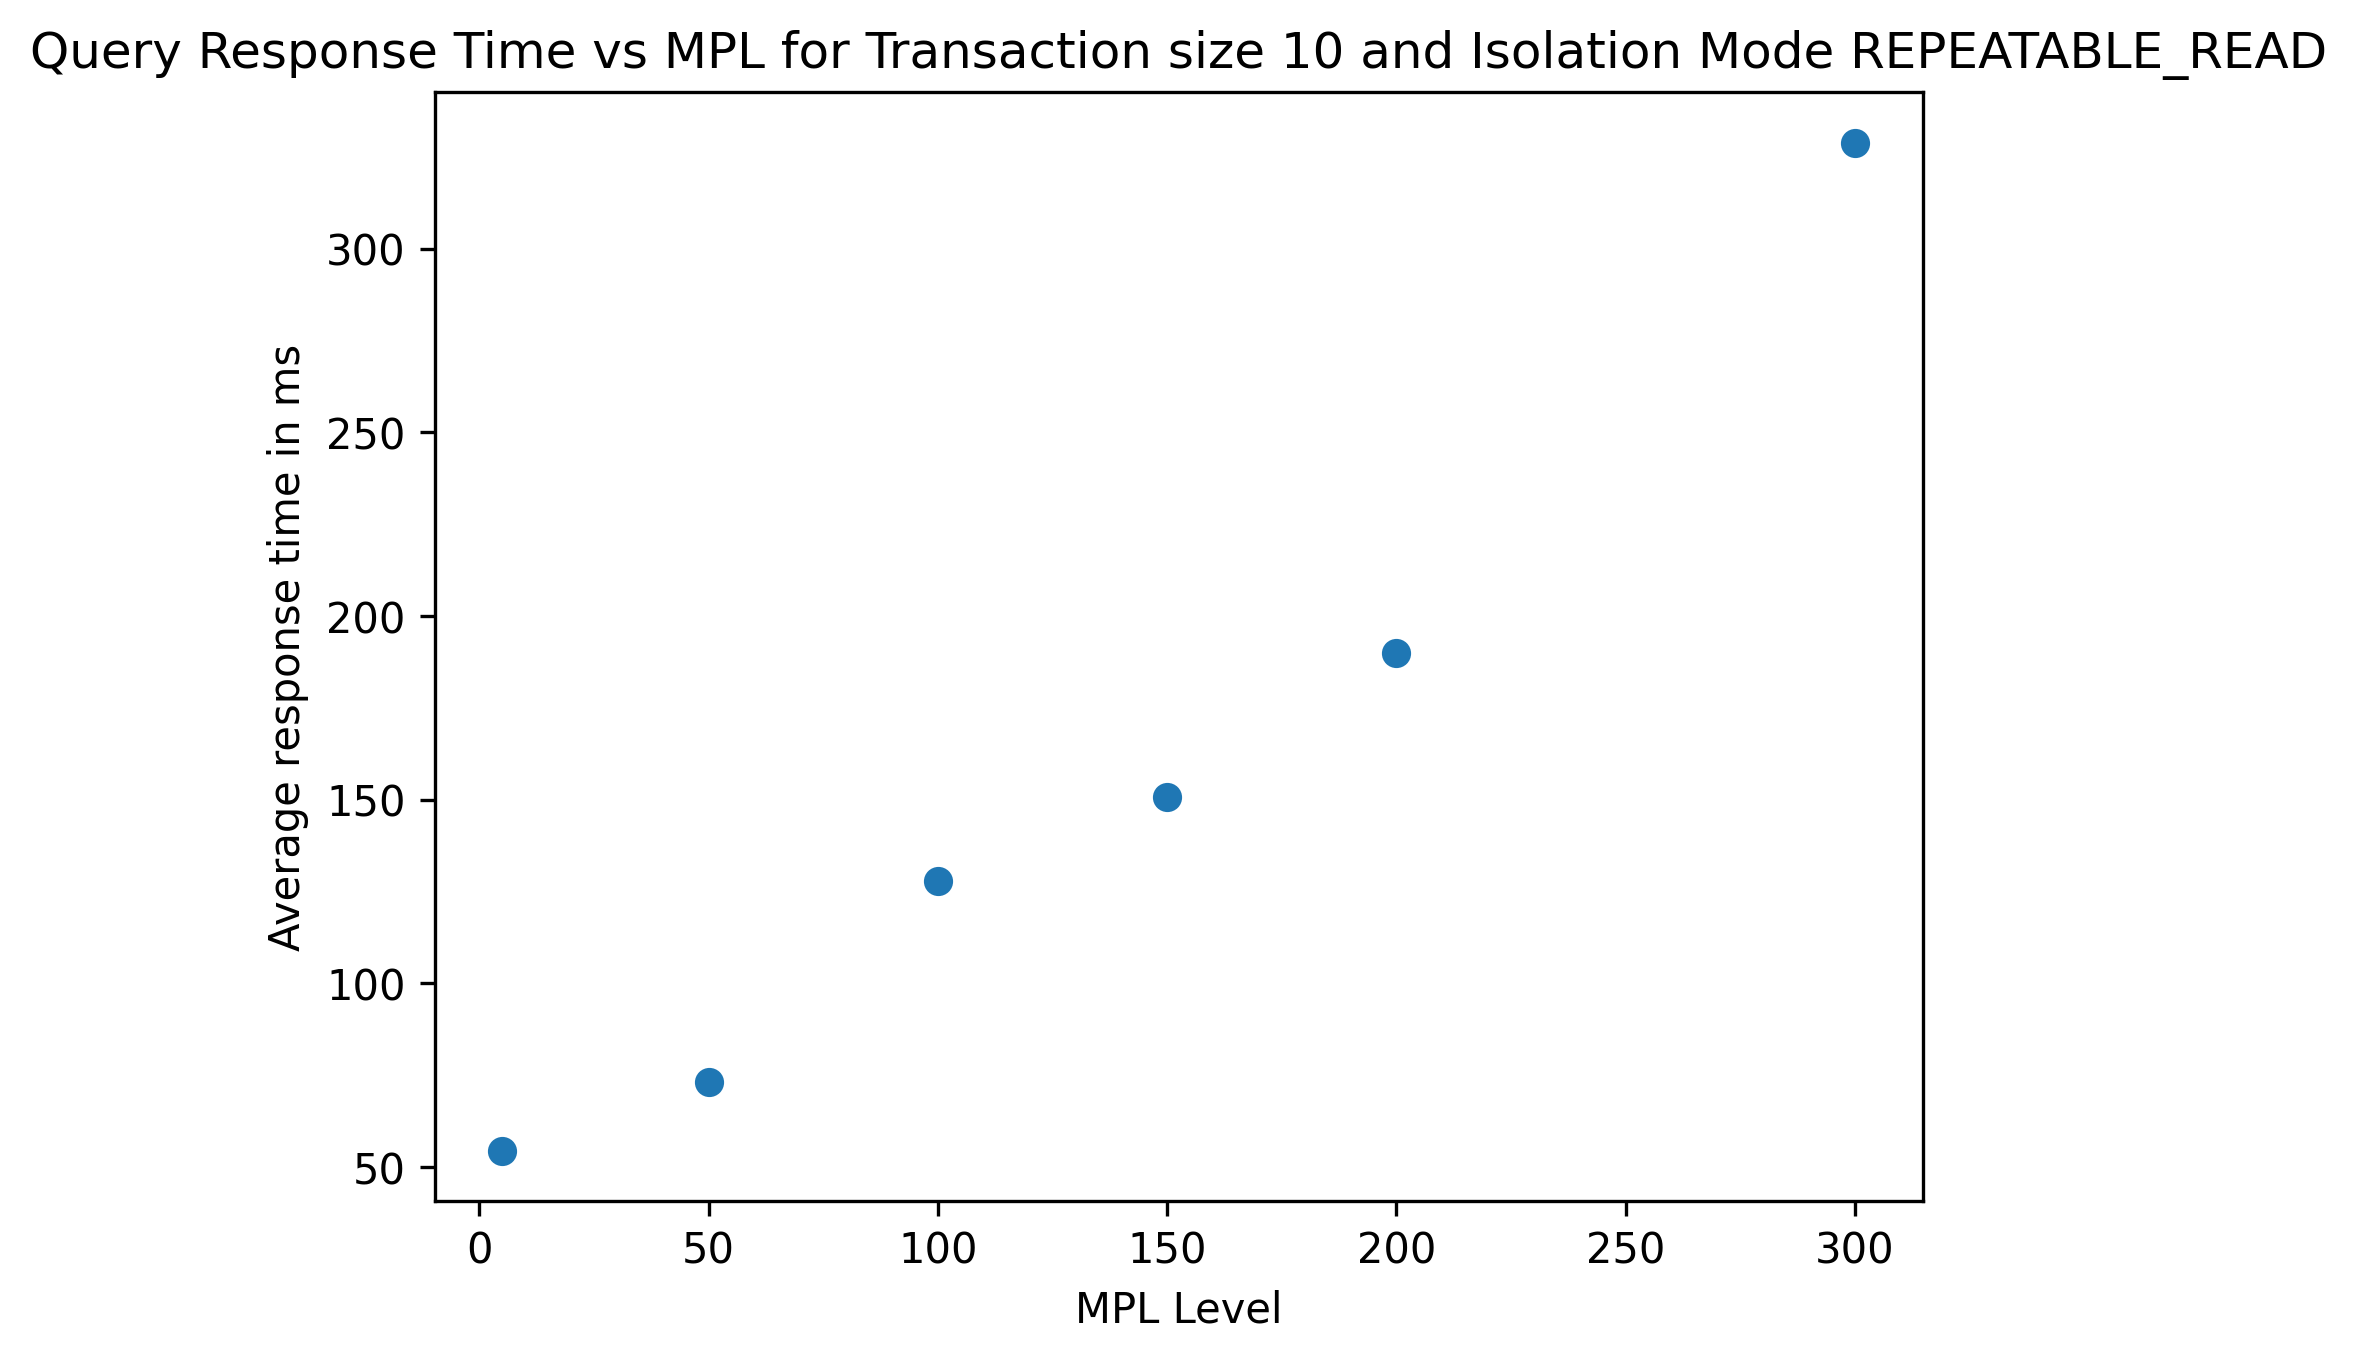 Query Response Time vs MPL for Transaction size 10 and Isolation Mode REPEATABLE_READ
Average response time in ms
300
250
200
150
100
50
0 50 100 150 200 250 300
MPL Level